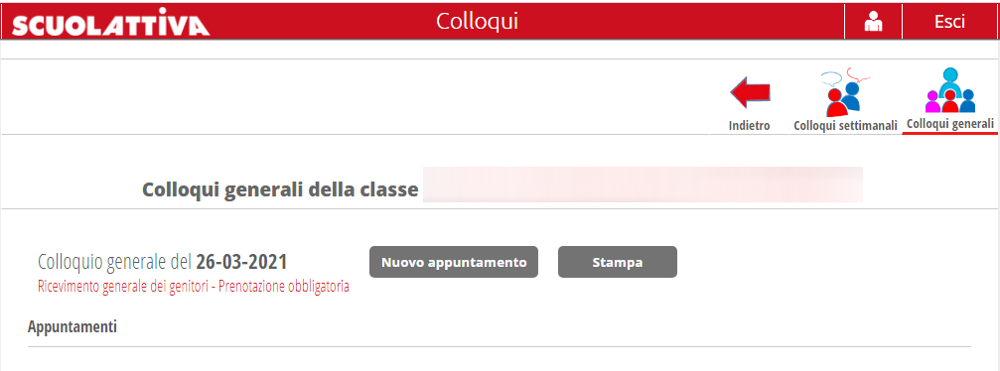 SCUOLATTIVA Colloqui Esci
Indietro Colloqui settimanali Colloqui generali
Colloqui generali della classe
Colloquio generale del 26-03-2021 Nuovo appuntamento Stampa
Ricevimento generale dei genitori - Prenotazione obbligatoria
Appuntamenti